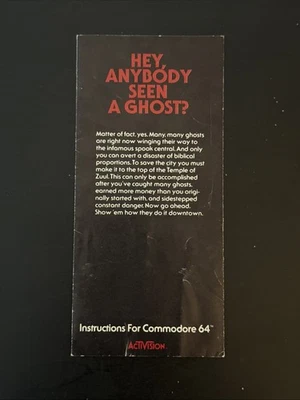 HEY,
ANYBODY
SEEN
A GHOST?
Matter of fact, yes. Many, many ghosts
are right now winging their way to
the infamous spook central. And only
you can avert a disaster of biblical
proportions. To save the city you must
make it to the top of the Temple of
Zuul. This can only be accomplished
after you've caught many ghosts,
earned more money than you origi-
nally started with, and sidestepped
constant danger. Now go ahead.
Show 'em how they do it downtown.
Instructions For Commodore 64™
ACTIVISION